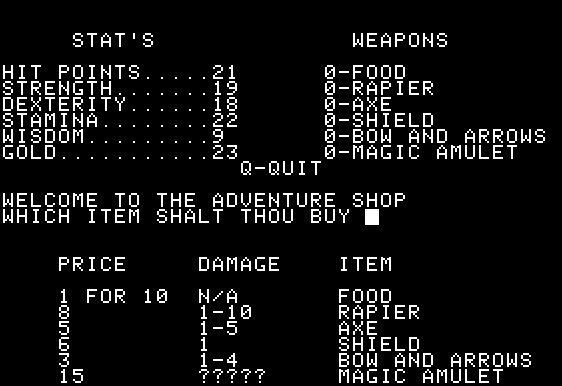 STAT'S WEAPONS
HIT POINTS.....21 0-FOOD
STRENGTH.......19 0-RAPIER
DEXTERITY......18 0-AXE
STAMINA........22 0-SHIELD
WISDOM.........9 0-BOW AND ARROWS
GOLD...........23 0-MAGIC AMULET
Q-QUIT
WELCOME TO THE ADVENTURE SHOP
WHICH ITEM SHALT THOU BUY
PRICE DAMAGE ITEM
1 FOR 10 N/A FOOD
8 1-10 RAPIER
5 1-5 AXE
6 1 SHIELD
3 1-4 BOW AND ARROWS
15 ????? MAGIC AMULET